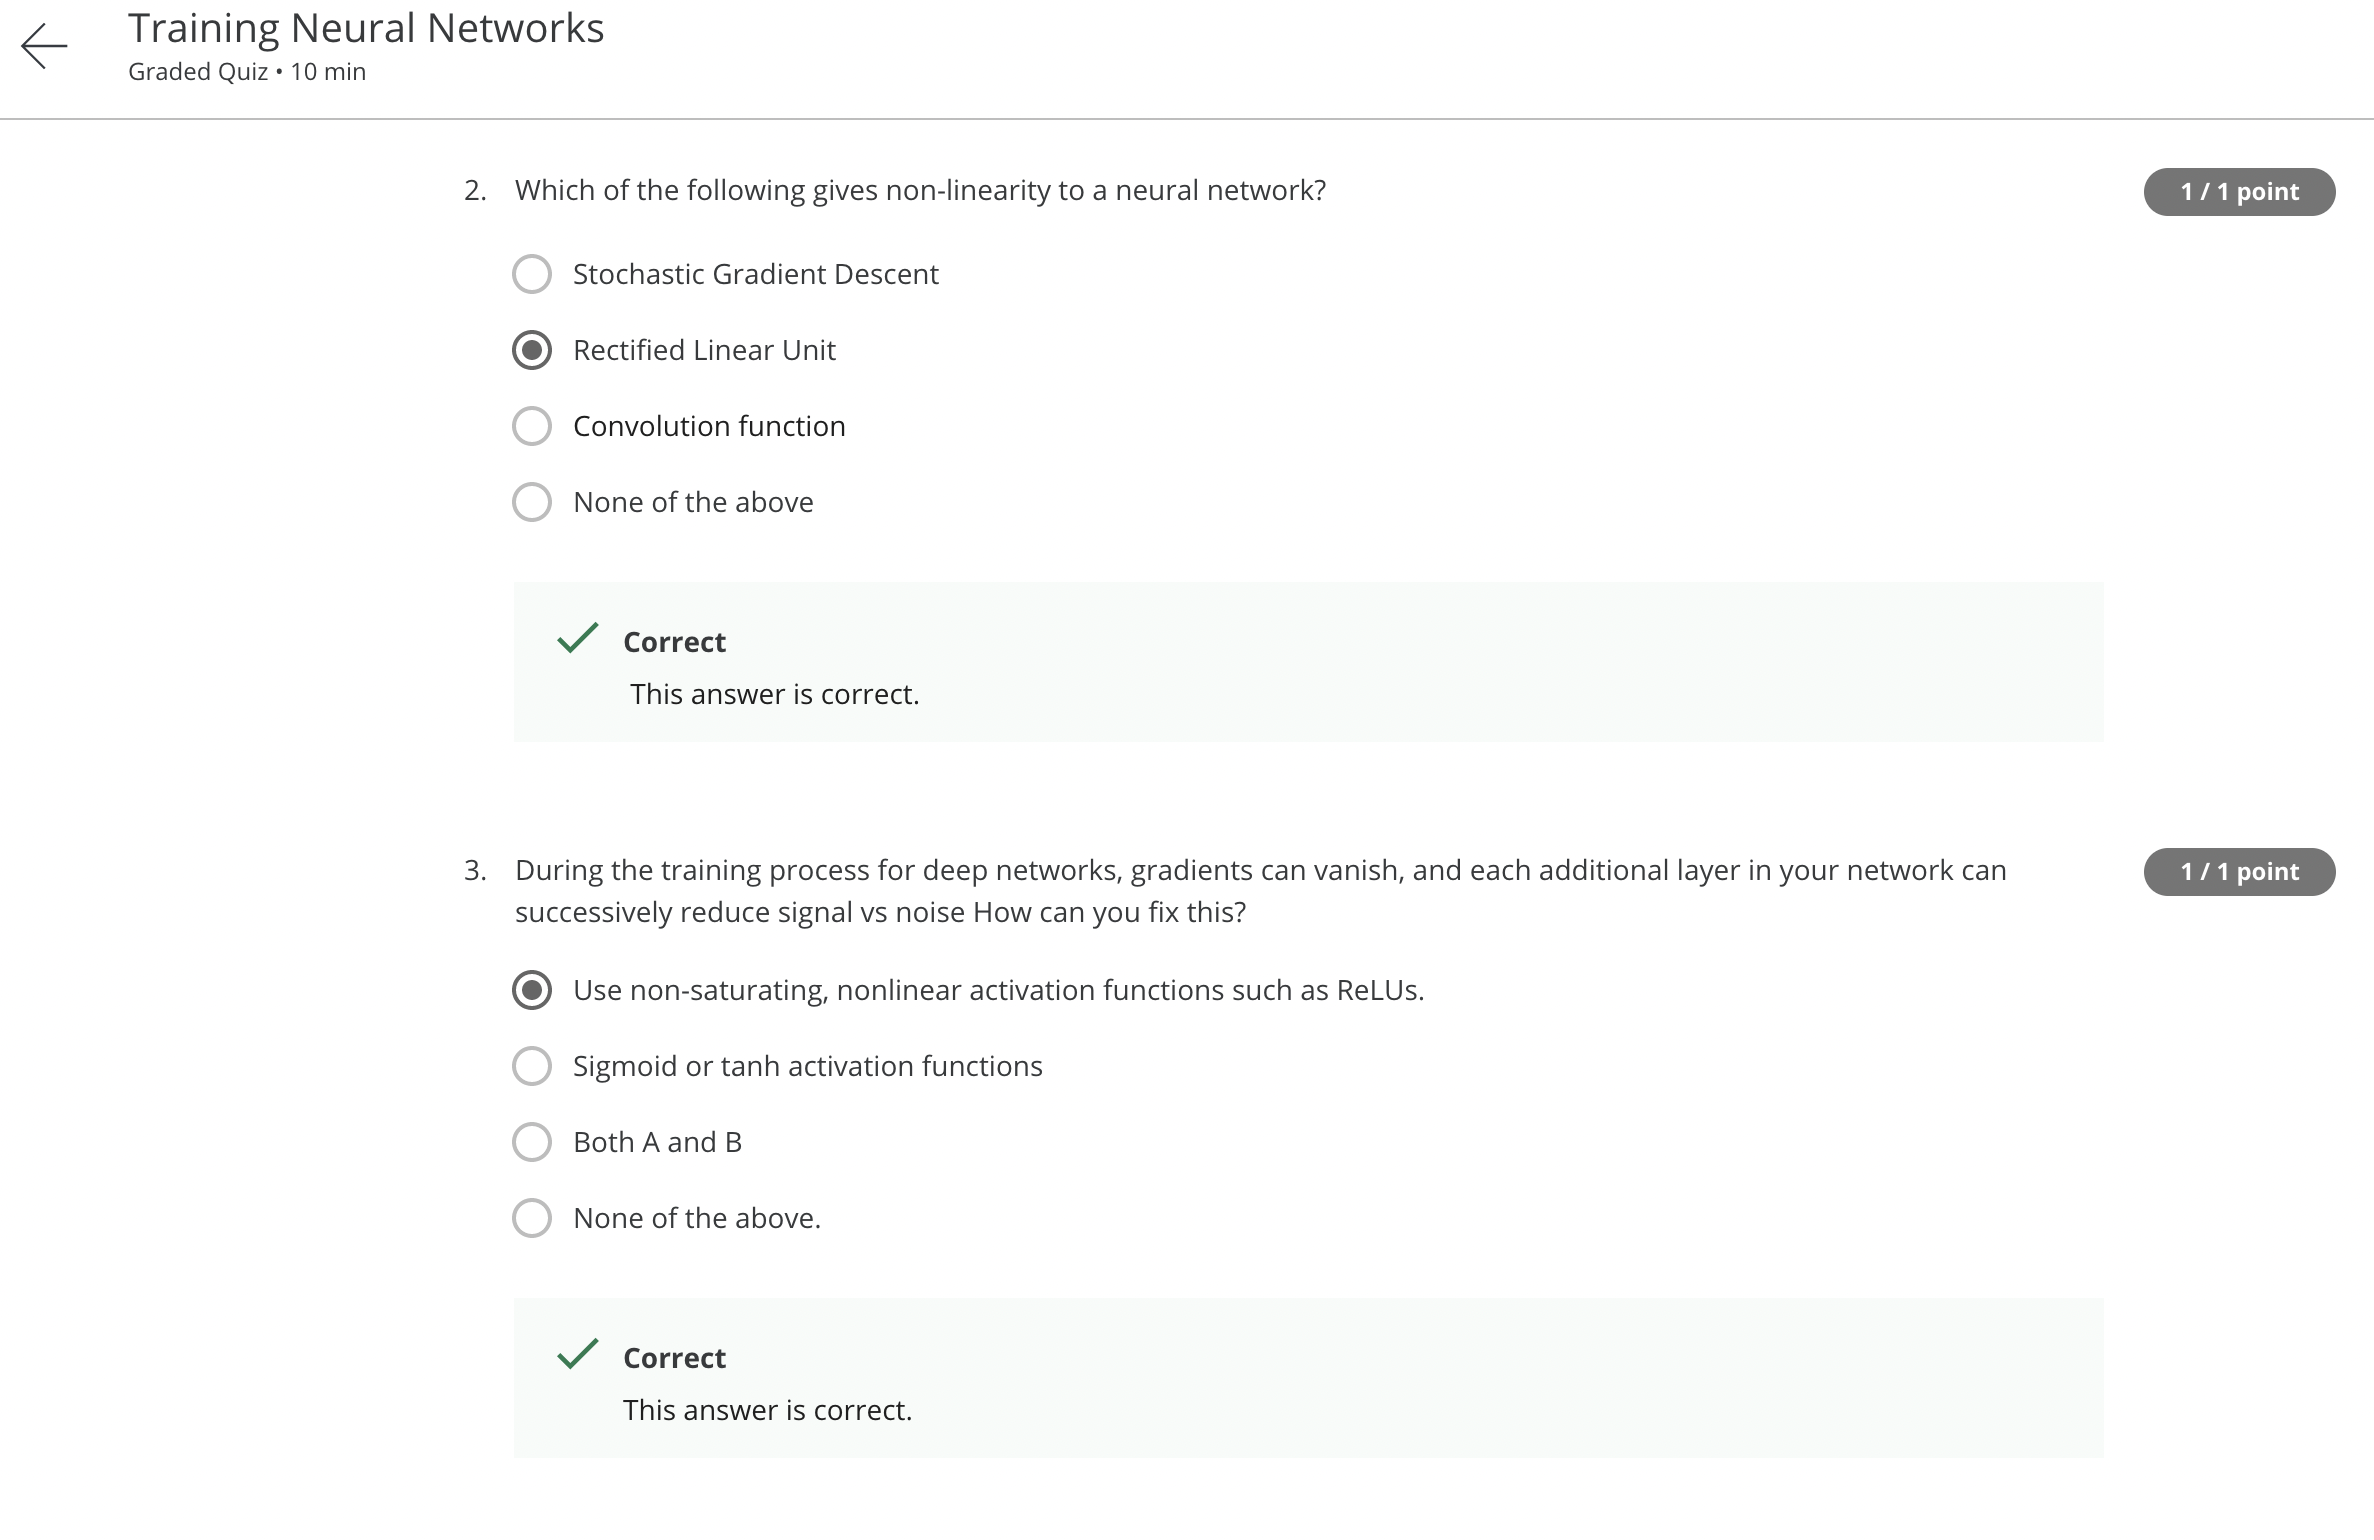 Training Neural Networks
Graded Quiz • 10 min
2. Which of the following gives non-linearity to a neural network?
1 / 1 point
Stochastic Gradient Descent
Rectified Linear Unit
Convolution function
None of the above
Correct
This answer is correct.
3. During the training process for deep networks, gradients can vanish, and each additional layer in your network can
successively reduce signal vs noise How can you fix this?
1 / 1 point
Use non-saturating, nonlinear activation functions such as ReLUs.
Sigmoid or tanh activation functions
Both A and B
None of the above.
Correct
This answer is correct.